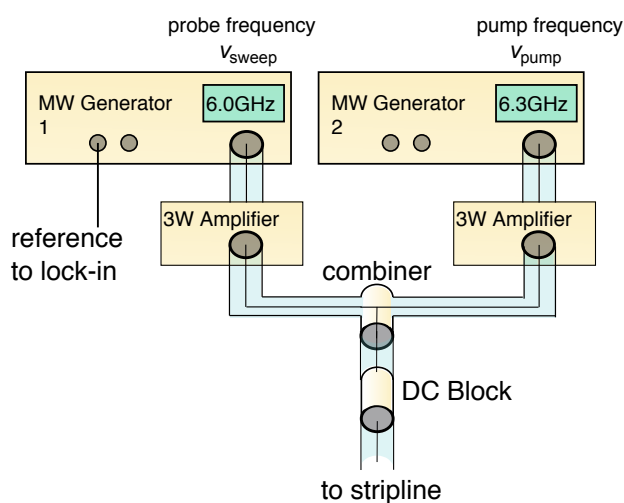 probe frequency
νsweep
pump frequency
νpump
MW Generator
1
6.0GHz
MW Generator
2
6.3GHz
3W Amplifier
3W Amplifier
reference
to lock-in
combiner
DC Block
to stripline